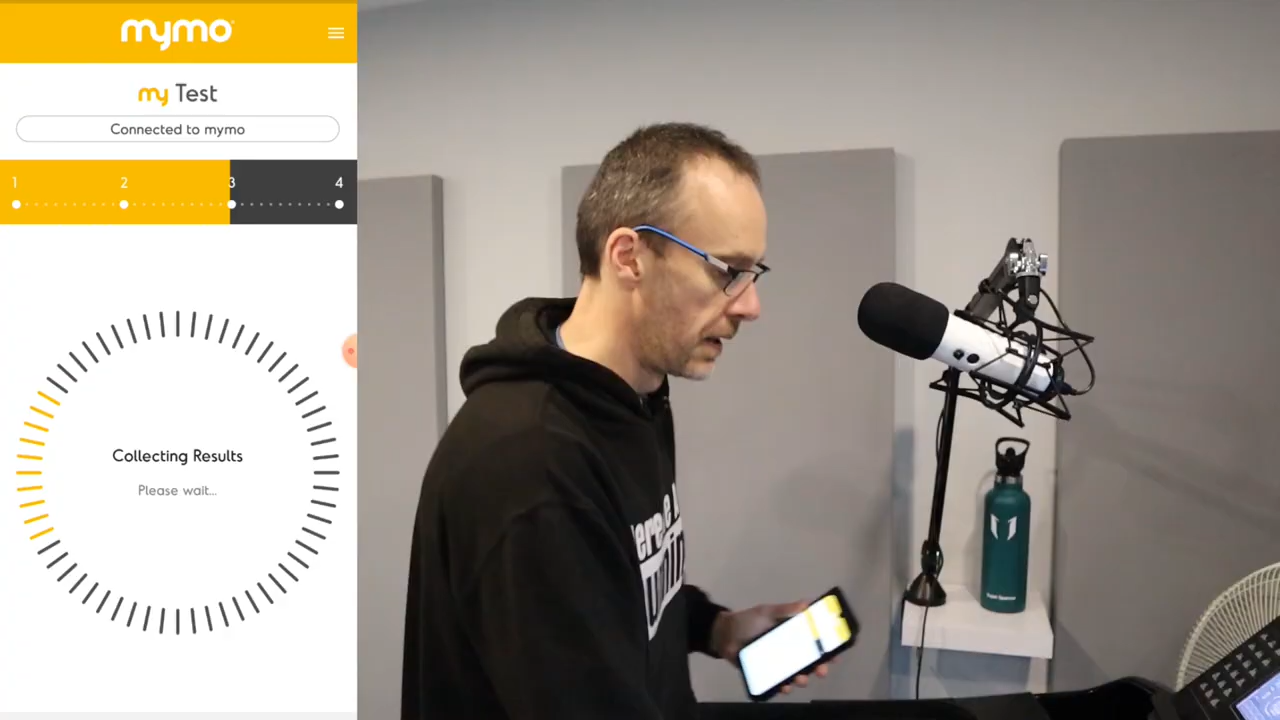 mymo
my Test
Connected to mymo
1 2 3 4
Collecting Results
Please wait...